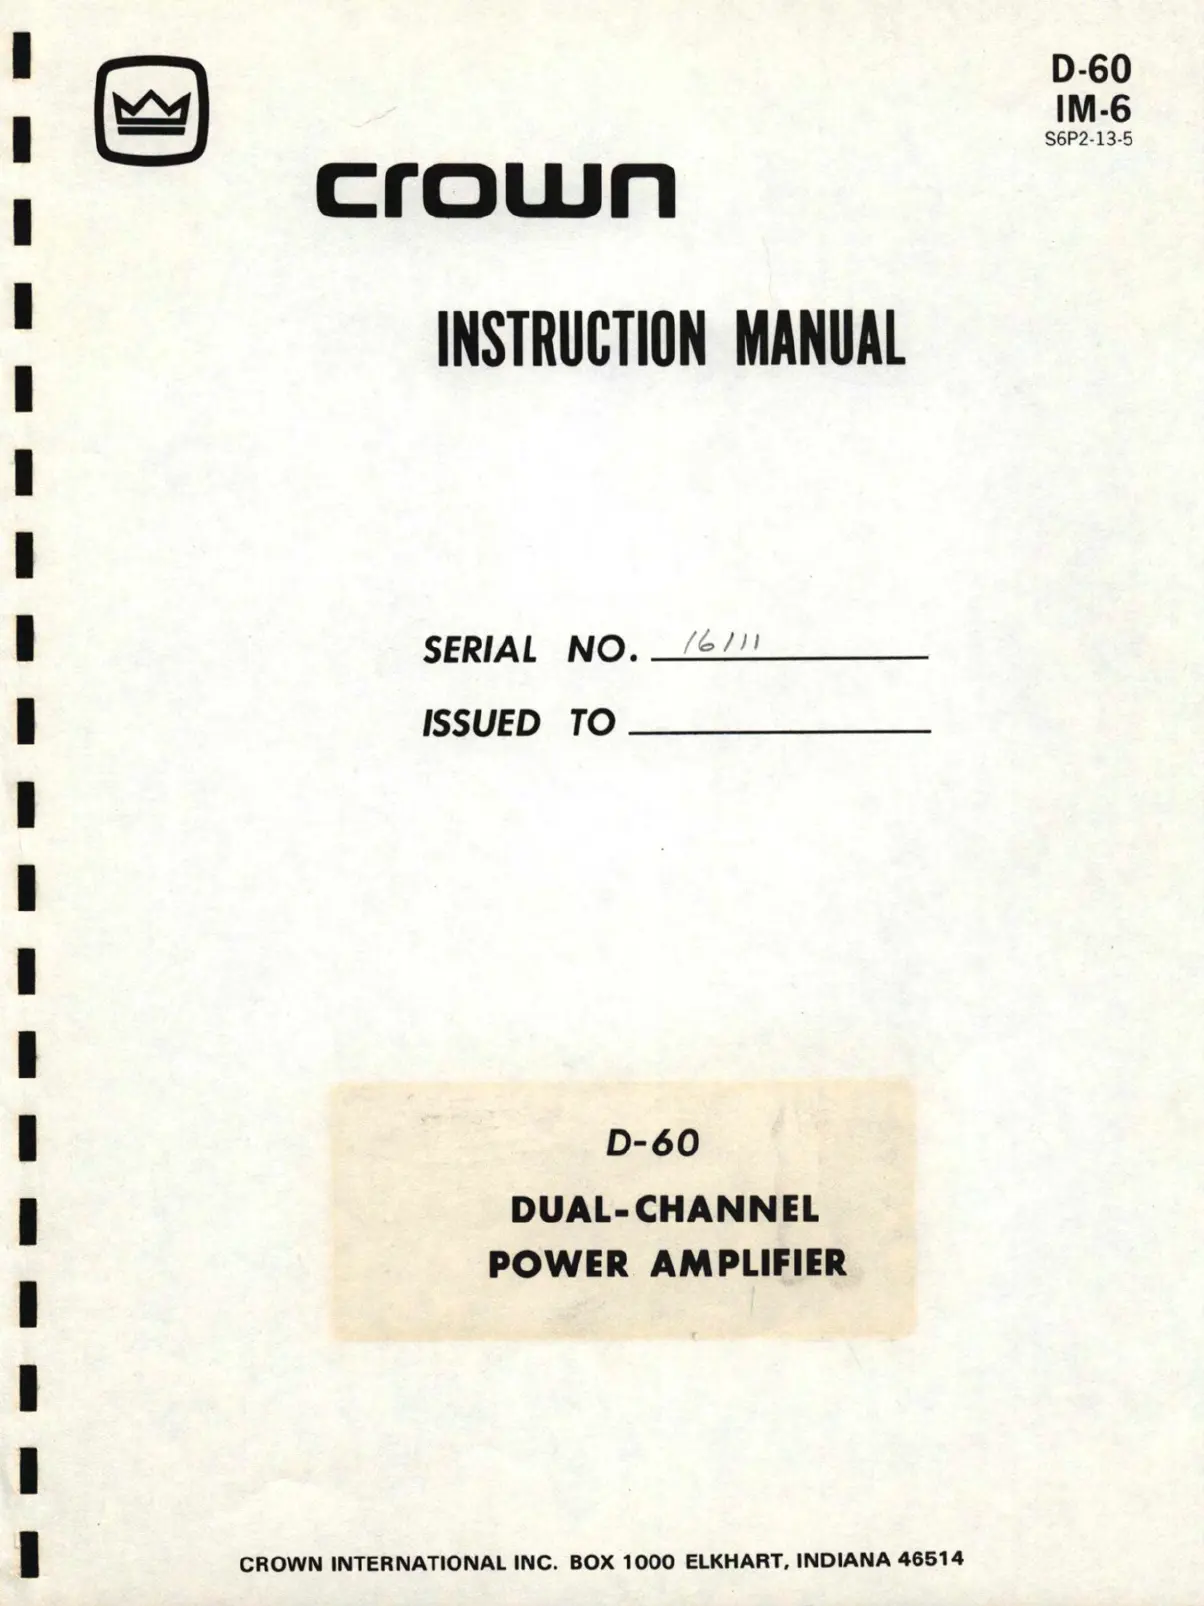 D-60
IM-6
S6P2-13-5
crown
INSTRUCTION MANUAL
SERIAL NO. 16111
ISSUED TO
D-60
DUAL-CHANNEL
POWER AMPLIFIER
CROWN INTERNATIONAL INC. BOX 1000 ELKHART, INDIANA 46514